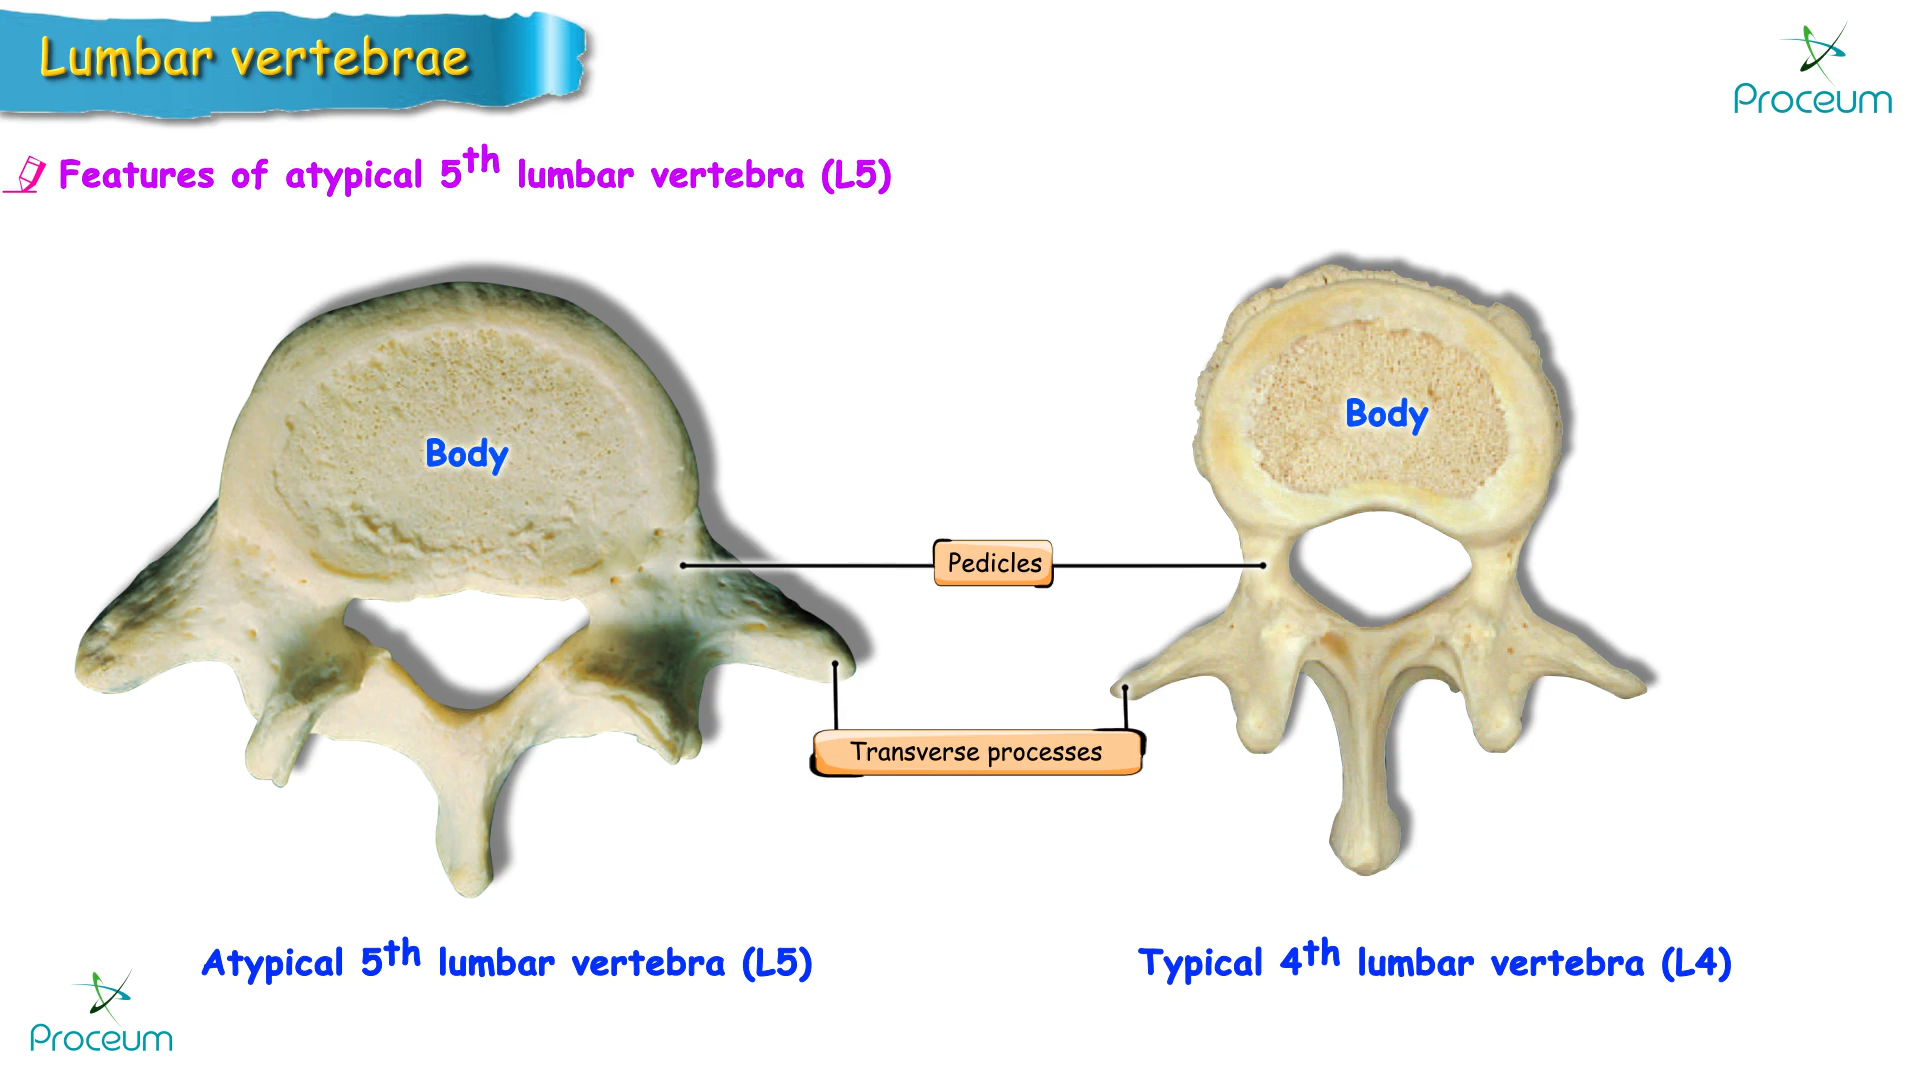 Lumbar vertebrae
Proceum
Features of atypical 5th lumbar vertebra (L5)
Body
Body
Pedicles
Transverse processes
Atypical 5th lumbar vertebra (L5)
Typical 4th lumbar vertebra (L4)
Proceum